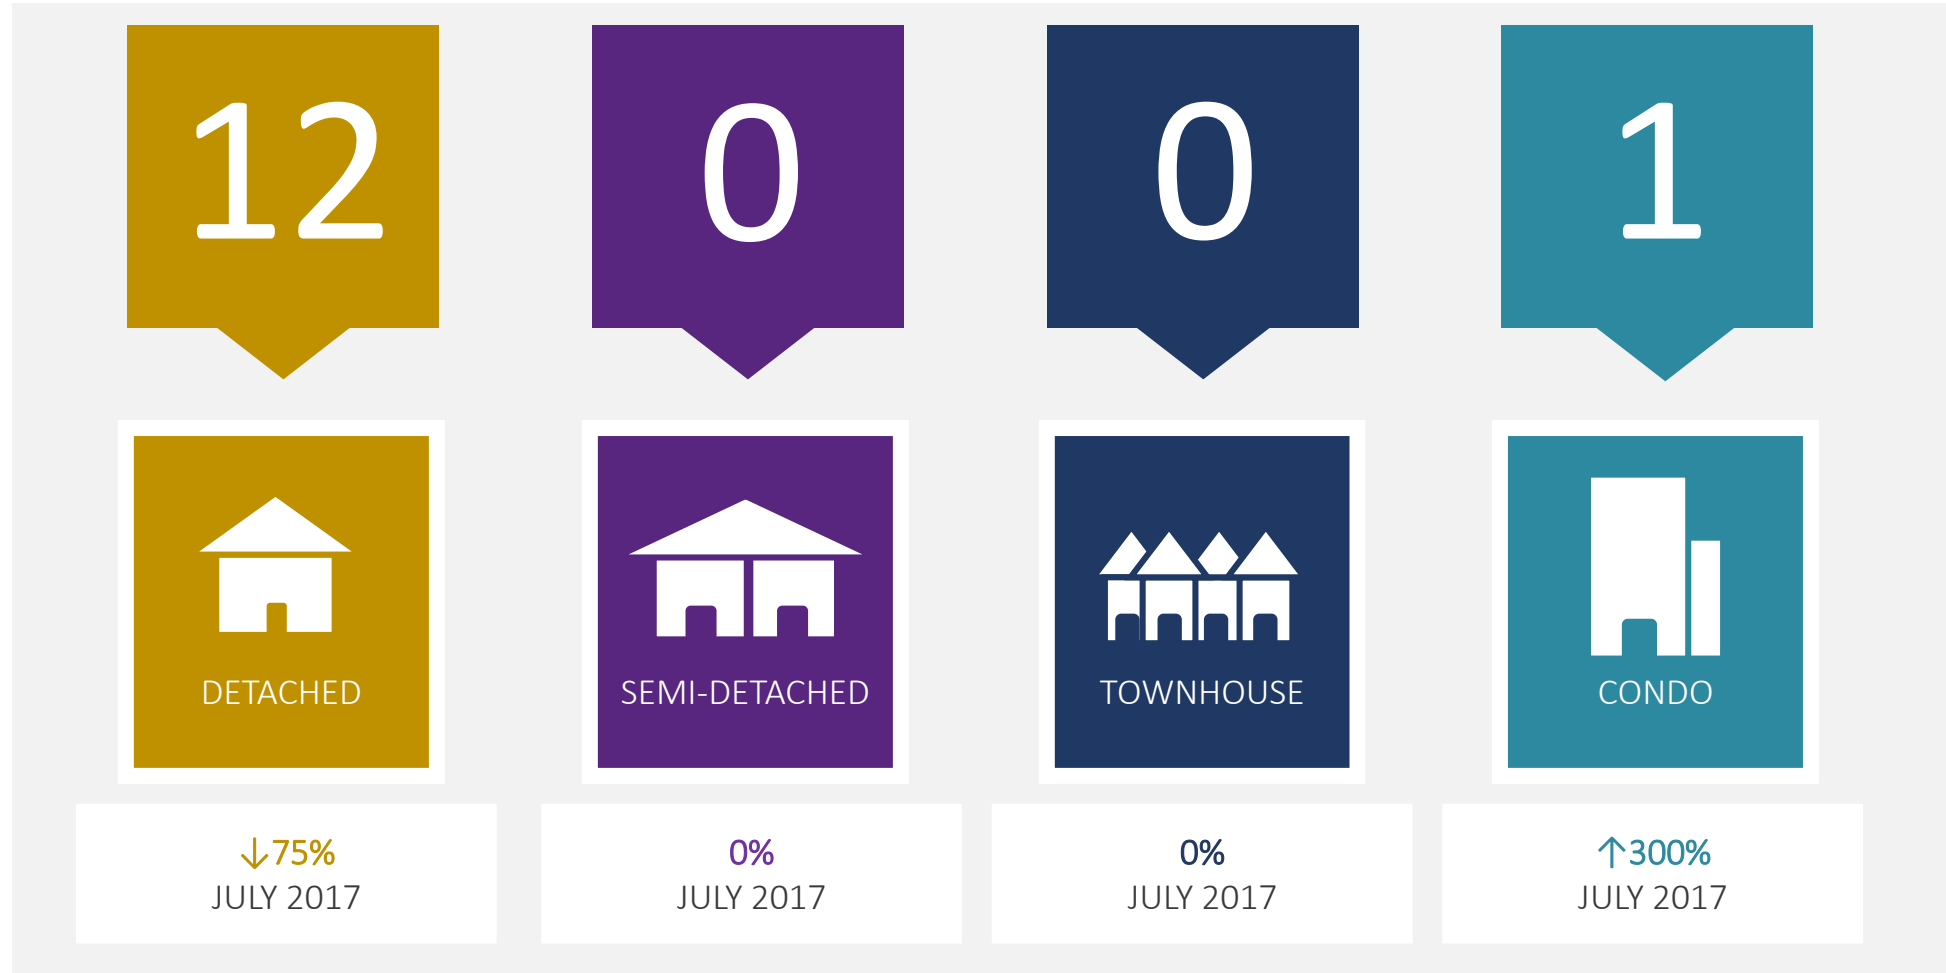 12
0
0
1
DETACHED
SEMI-DETACHED
TOWNHOUSE
CONDO
↓75%
JULY 2017
0%
JULY 2017
0%
JULY 2017
↑300%
JULY 2017